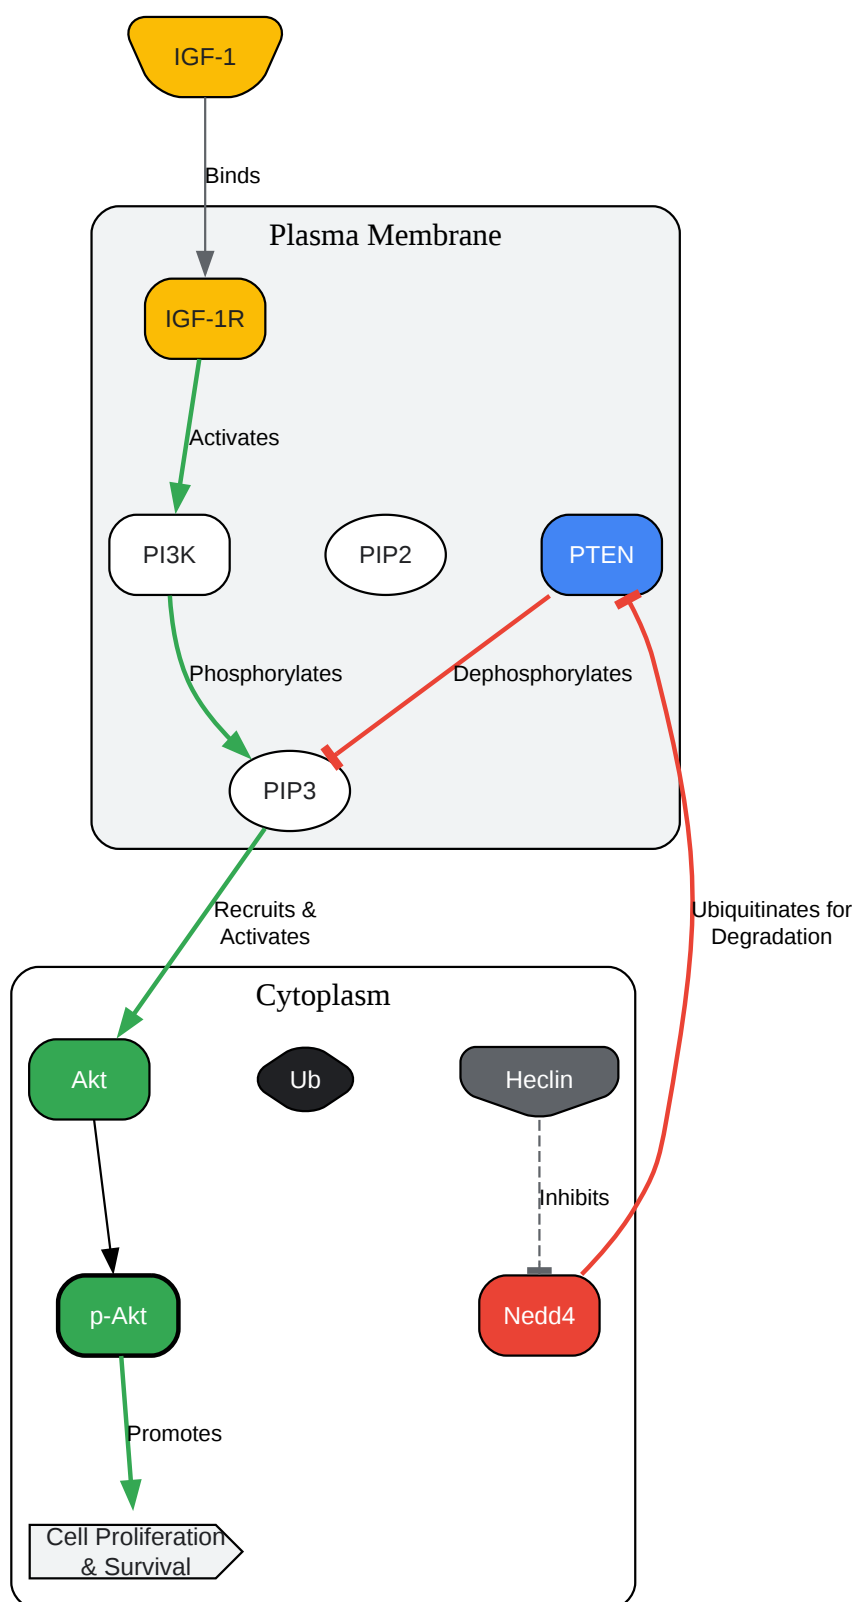 IGF-1
Binds
Plasma Membrane
IGF-1R
Activates
PI3K
PIP2
PTEN
Phosphorylates
Dephosphorylates
PIP3
Recruits &
Activates
Ubiquitinates for
Degradation
Cytoplasm
Akt
Ub
Heclin
Inhibits
p-Akt
Nedd4
Promotes
Cell Proliferation
& Survival